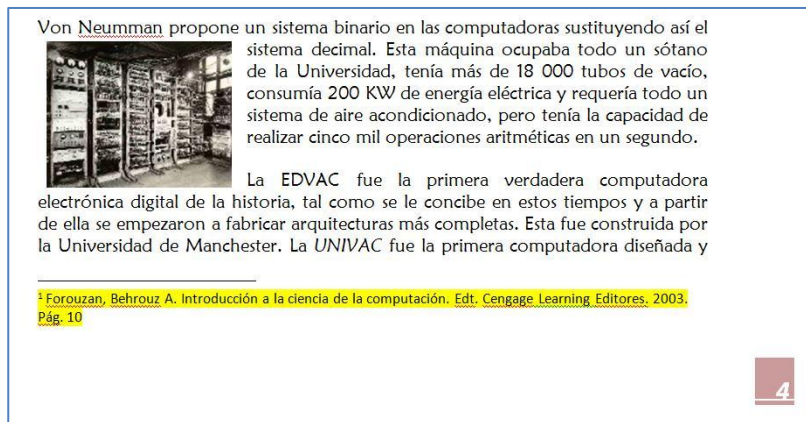 Von Neumman propone un sistema binario en las computadoras sustituyendo así el
sistema decimal. Esta máquina ocupaba todo un sótano
de la Universidad, tenía más de 18 000 tubos de vacío,
consumía 200 KW de energía eléctrica y requería todo un
sistema de aire acondicionado, pero tenía la capacidad de
realizar cinco mil operaciones aritméticas en un segundo.
La EDVAC fue la primera verdadera computadora
electrónica digital de la historia, tal como se le concibe en estos tiempos y a partir
de ella se empezaron a fabricar arquitecturas más completas. Esta fue construida por
la Universidad de Manchester. La UNIVAC fue la primera computadora diseñada y
¹ Forouzan, Behrouz A. Introducción a la ciencia de la computación. Edt. Cengage Learning Editores. 2003.
Pág. 10
4